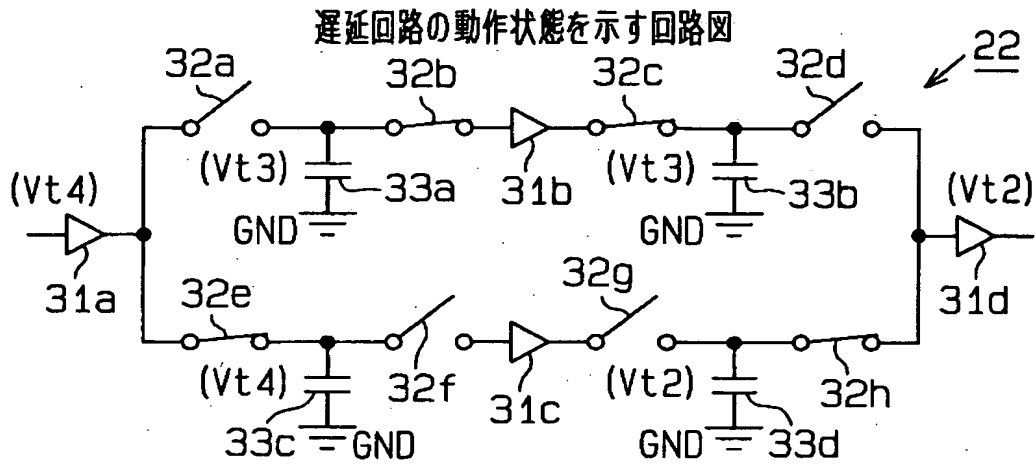 遅延回路の動作状態を示す回路図
22
32a
32b
32c
32d
(Vt3)
33a
31b
(Vt3)
33b
(Vt4)
GND
GND
(Vt2)
31a
31d
32e
32g
(Vt4)
32f
31c
(Vt2)
32h
33c
GND
GND
33d